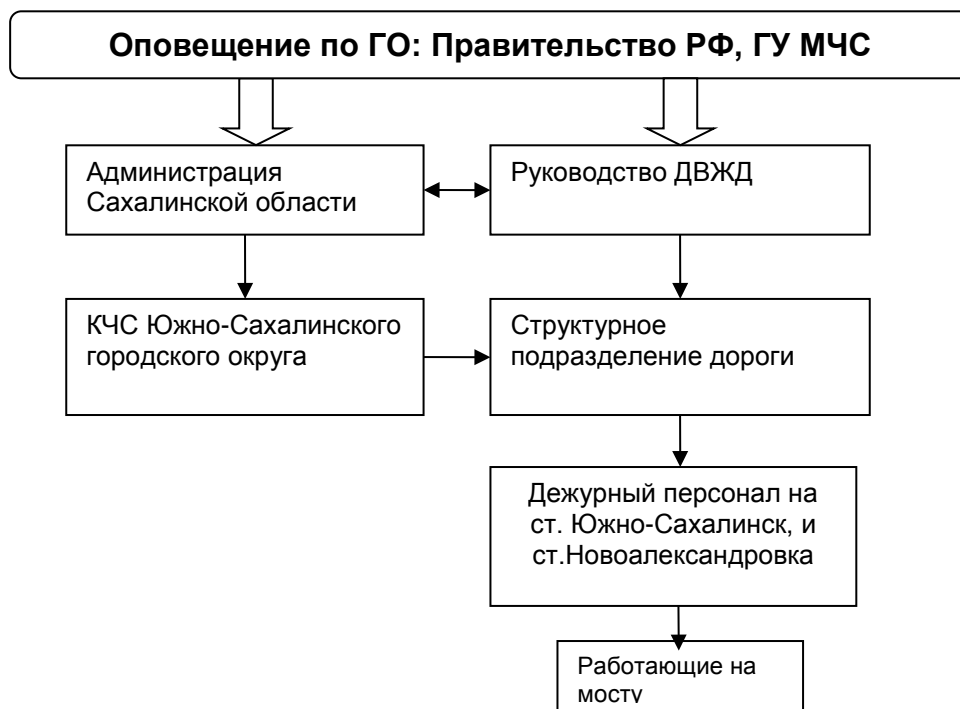 Оповещение по ГО: Правительство РФ, ГУ МЧС
Администрация
Сахалинской области
Руководство ДВЖД
КЧС Южно-Сахалинского
городского округа
Структурное
подразделение дороги
Дежурный персонал на
ст. Южно-Сахалинск, и
ст.Новоалександровка
Работающие на
мосту